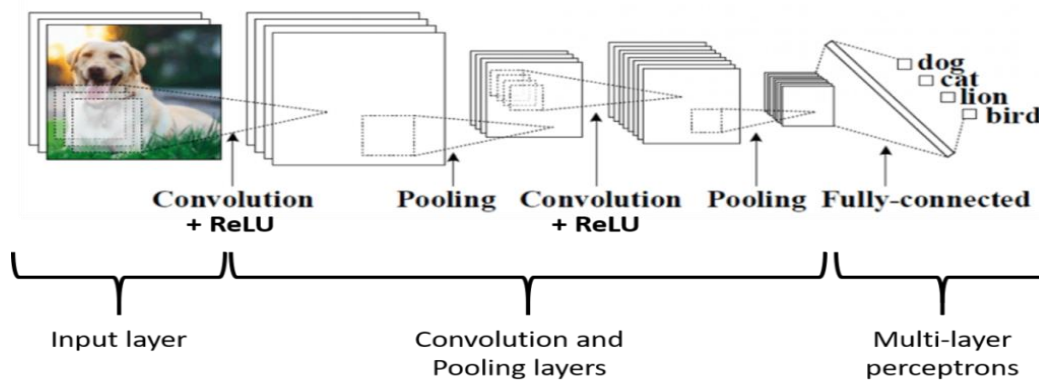 dog
cat
lion
bird
Convolution Pooling Convolution Pooling Fully-connected
+ ReLU + ReLU
Input layer
Convolution and
Pooling layers
Multi-layer
perceptrons